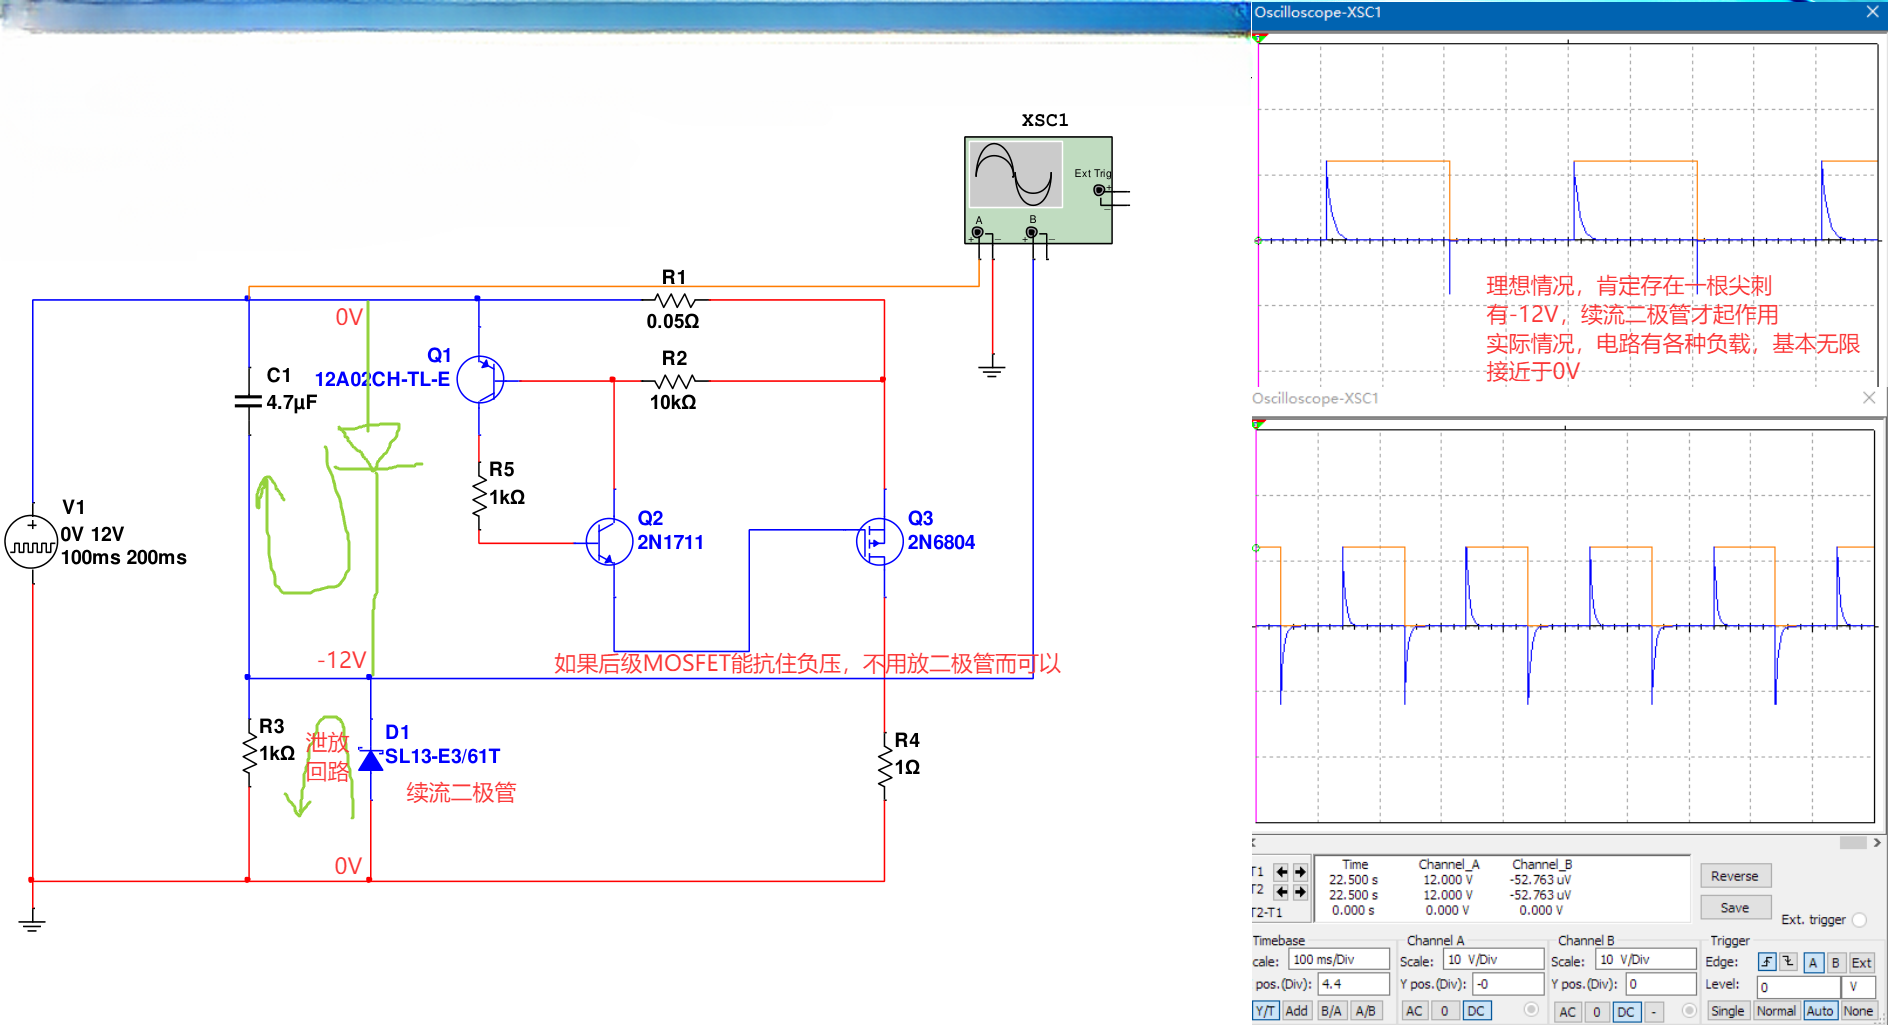 Oscilloscope-XSC1
XSC1
Ext Trig
+
_
A
B
+
_
+
_
R1
0.05Ω
0V
Q1
12A02CH-TL-E
R2
10kΩ
C1
4.7µF
R5
1kΩ
V1
+
0V 12V
100ms 200ms
Q2
2N1711
Q3
2N6804
-12V
如果后级MOSFET能抗住负压，不用放二极管而可以
R3
1kΩ
泄放
回路
D1
SL13-E3/61T
续流二极管
R4
1Ω
0V
理想情况，肯定存在一根尖刺
有-12V，续流二极管才起作用
实际情况，电路有各种负载，基本无限
接近于0V
Oscilloscope-XSC1
Time Channel_A Channel_B
T1 22.500 s 12.000 V -52.763 uV
T2 22.500 s 12.000 V -52.763 uV
T2-T1 0.000 s 0.000 V 0.000 V
Reverse
Save
Ext. trigger
Timebase Channel A Channel B Trigger
cale: 100 ms/Div Scale: 10 V/Div Scale: 10 V/Div Edge: A B Ext
pos.(Div): 4.4 Y pos.(Div): -0 Y pos.(Div): 0 Level: 0 V
Y/T Add B/A A/B AC 0 DC AC 0 DC - Single Normal Auto None